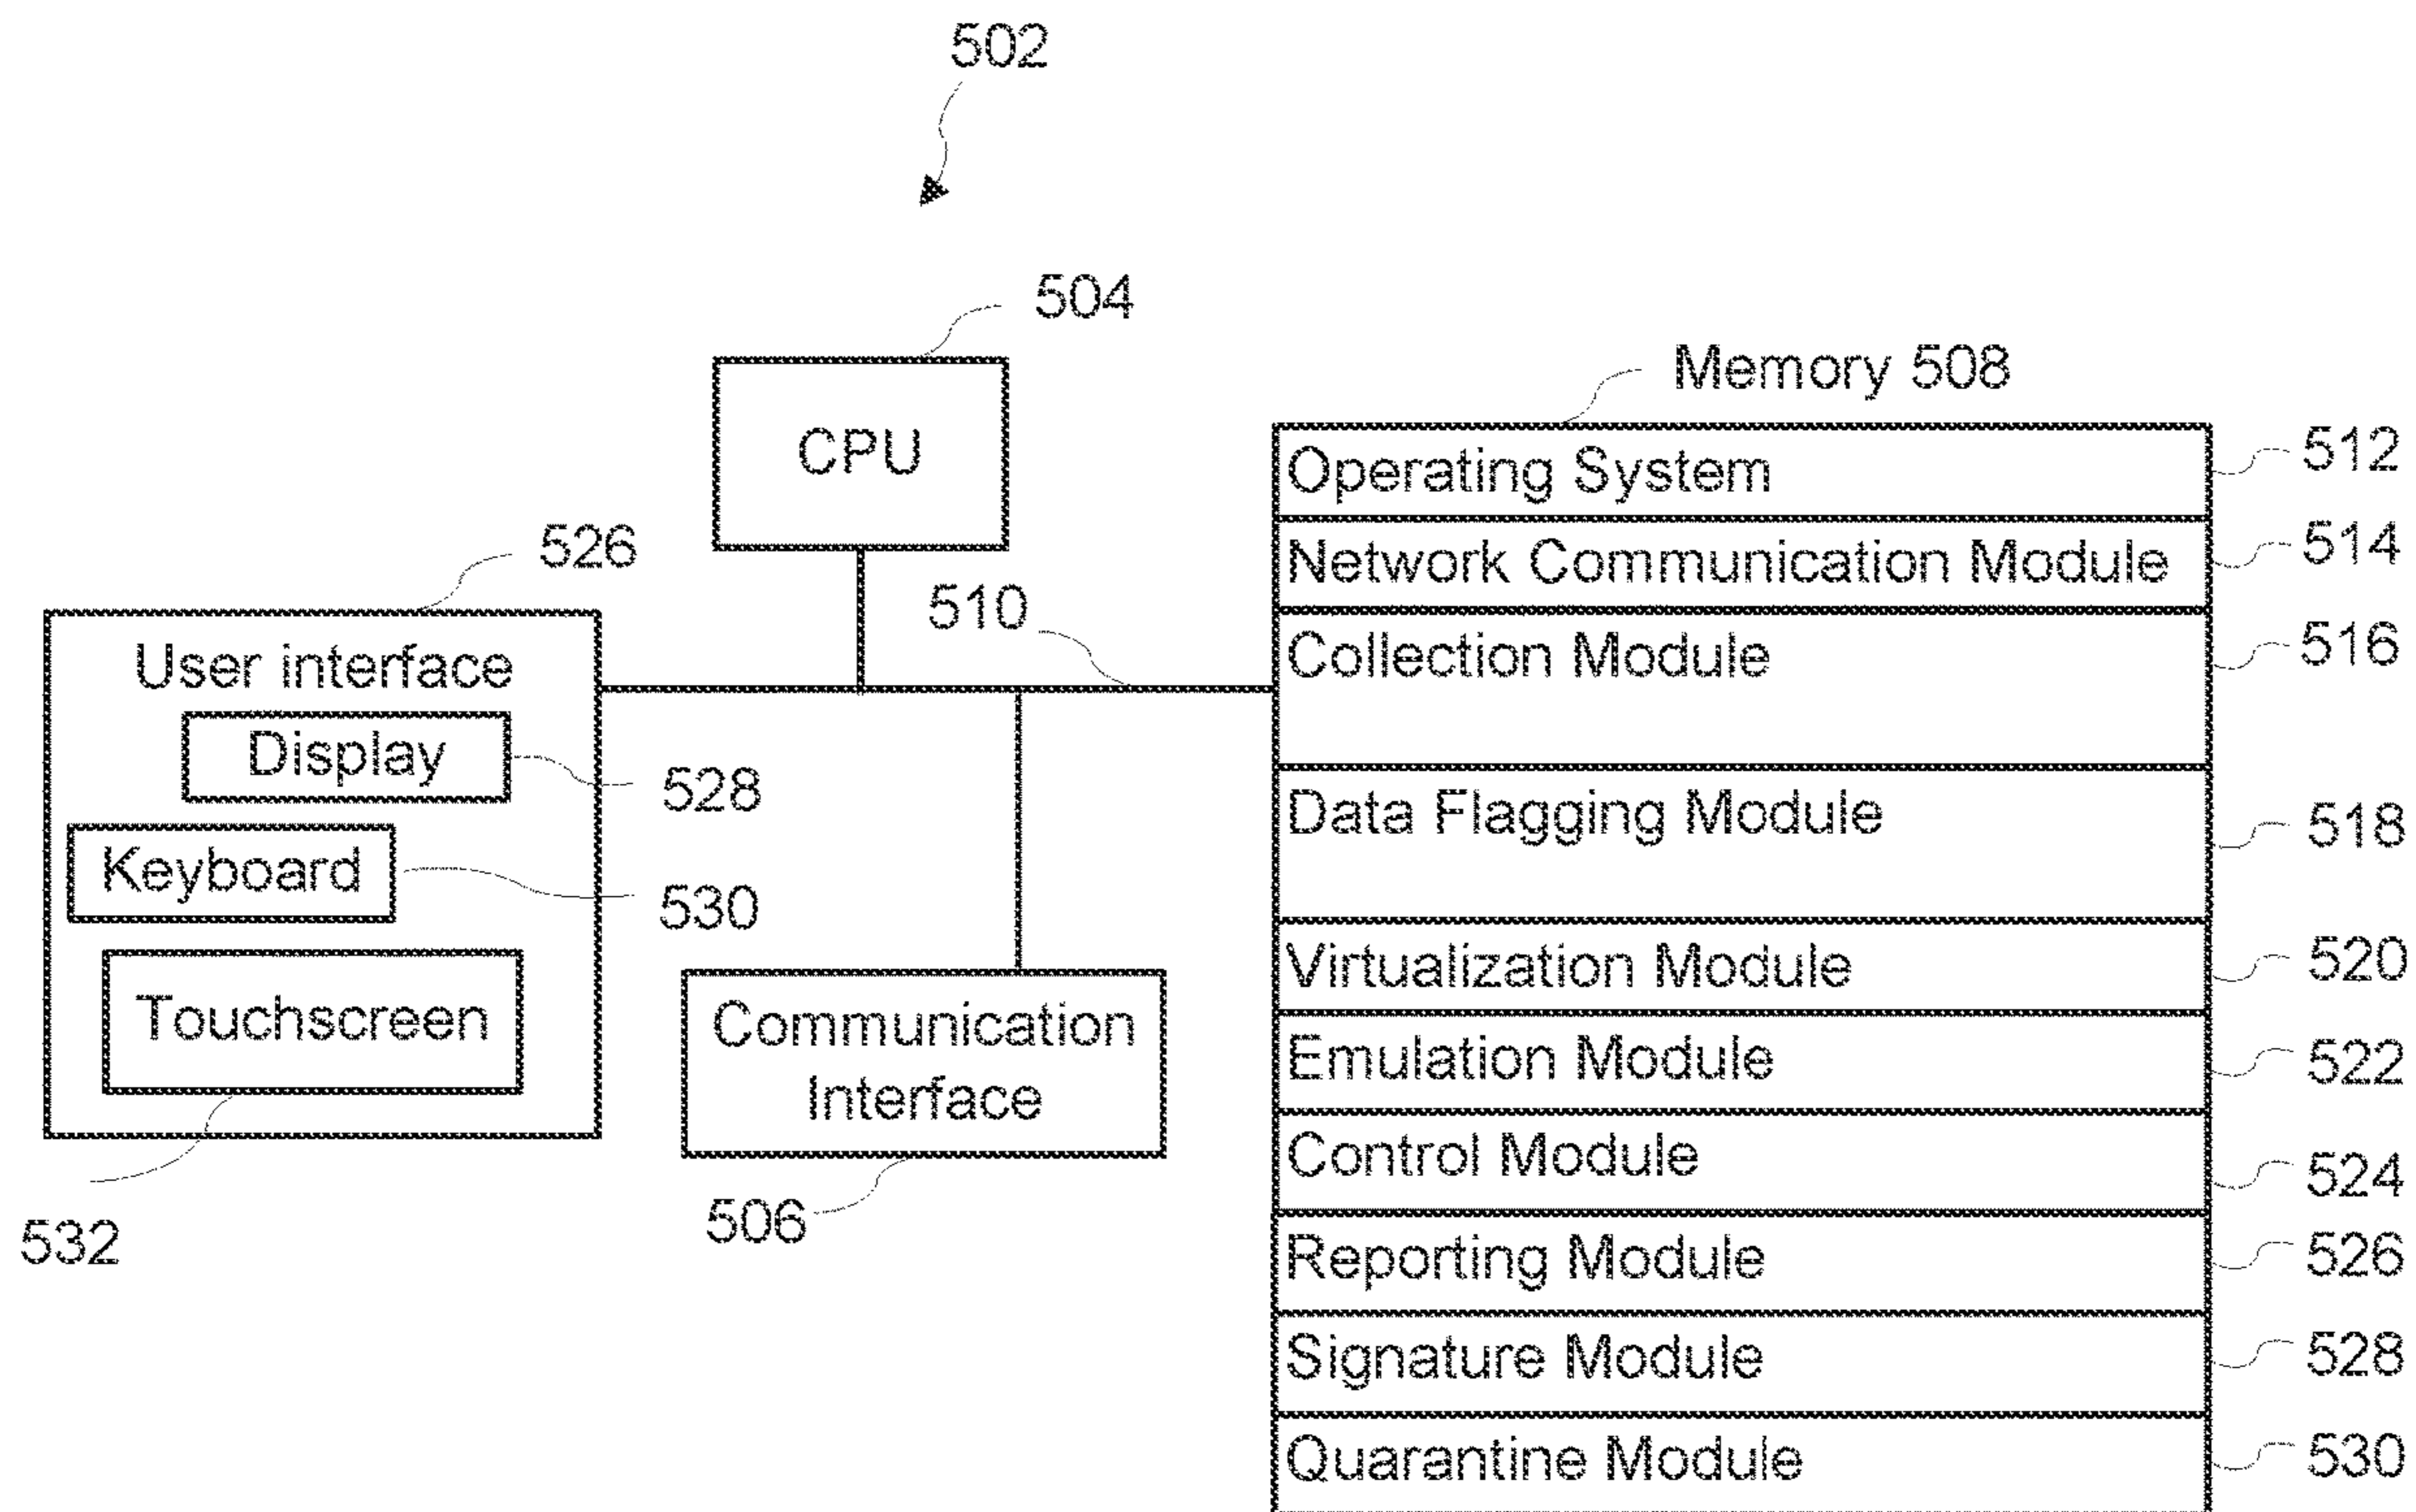 502
504
CPU
Memory 508
Operating System
512
Network Communication Module
514
Collection Module
516
Data Flagging Module
518
Virtualization Module
520
Emulation Module
522
Control Module
524
Reporting Module
526
Signature Module
528
Quarantine Module
530
526
510
User interface
Display
528
Keyboard
530
Touchscreen
532
Communication
Interface
506